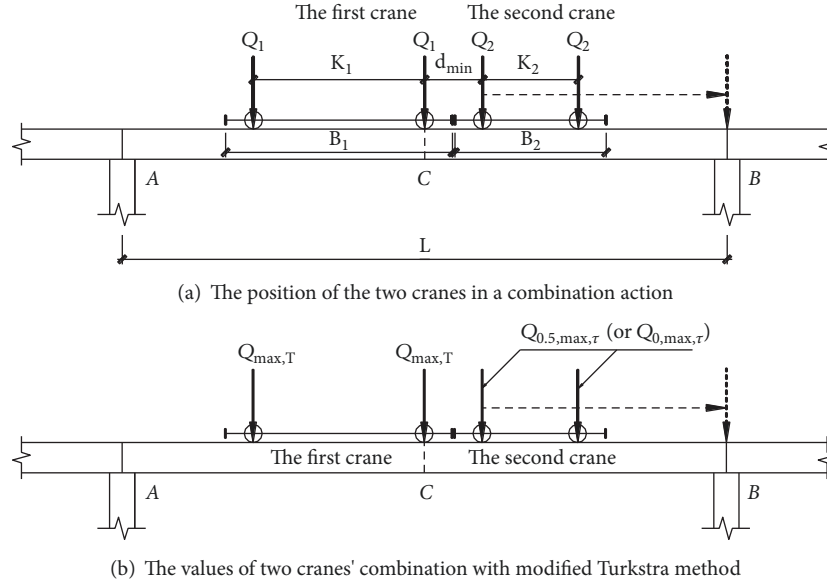 The first crane The second crane
Q1 Q1 Q2 Q2
K1 dmin K2
B1 B2
A C B
L
(a) The position of the two cranes in a combination action
Q0.5,max,τ (or Q0,max,τ)
Qmax,T Qmax,T
The first crane The second crane
A C B
(b) The values of two cranes' combination with modified Turkstra method